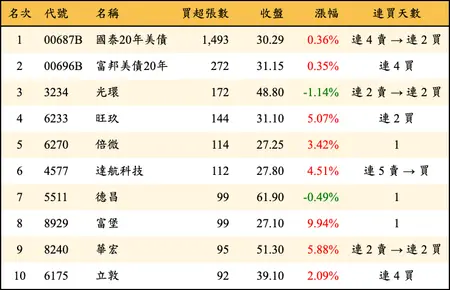 名次 代號 名稱 買超張數 收盤 漲幅 連買天數
1 00687B 國泰20年美債 1,493 30.29 0.36% 連 4 賣 → 連 2 買
2 00696B 富邦美債20年 272 31.15 0.35% 連 4 買
3 3234 光環 172 48.80 -1.14% 連 2 賣 → 連 2 買
4 6233 旺玖 144 31.10 5.07% 連 2 買
5 6270 倍微 114 27.25 3.42% 1
6 4577 達航科技 112 27.80 4.51% 連 5 賣 → 買
7 5511 德昌 99 61.90 -0.49% 1
8 8929 富堡 99 27.10 9.94% 1
9 8240 華宏 95 51.30 5.88% 連 2 賣 → 連 2 買
10 6175 立敦 92 39.10 2.09% 連 4 買